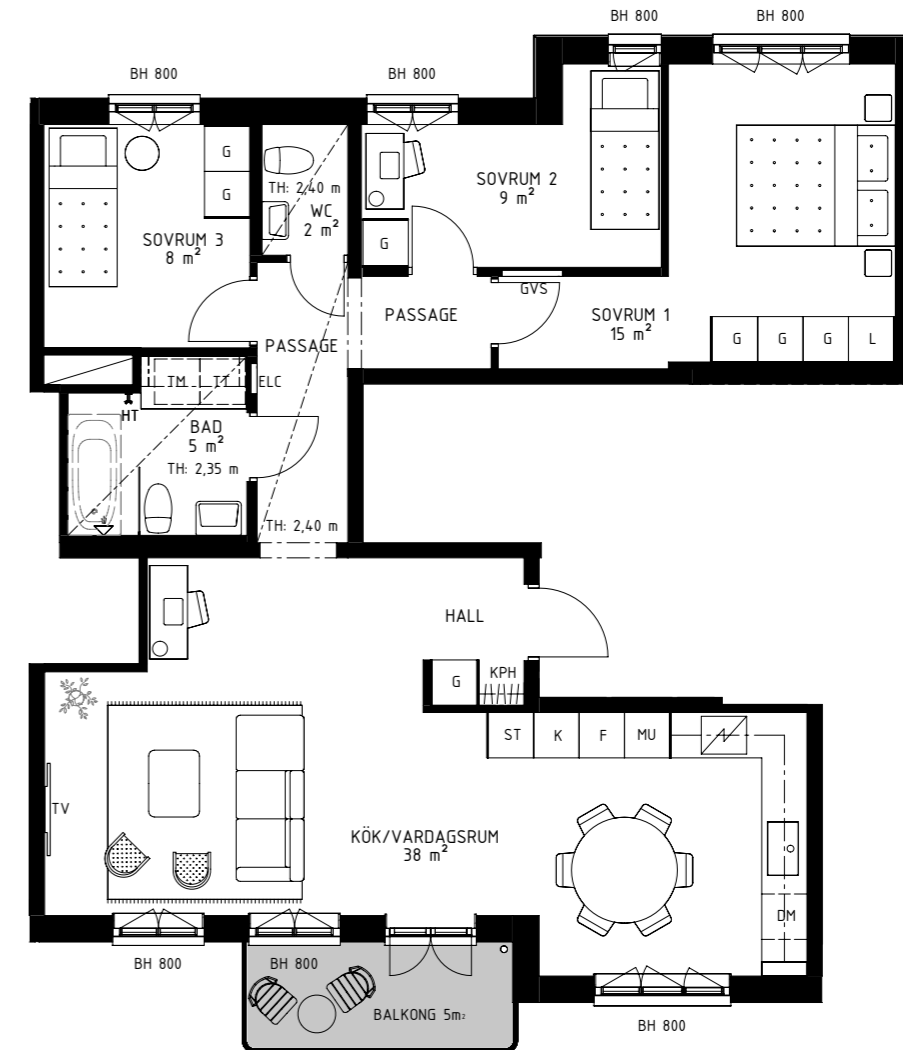 BH 800
BH 800
BH 800
BH 800
G
G
TH: 2,40 m
WC
2 m²
SOVRUM 3
8 m²
SOVRUM 2
9 m²
G
GVS
PASSAGE
PASSAGE
SOVRUM 1
15 m²
G
G
G
L
TM
TT
ELC
HT
BAD
5 m²
TH: 2,35 m
TH: 2,40 m
HALL
G
KPH
ST
K
F
MU
TV
KÖK/VARDAGSRUM
38 m²
DM
BH 800
BH 800
BALKONG 5m²
BH 800